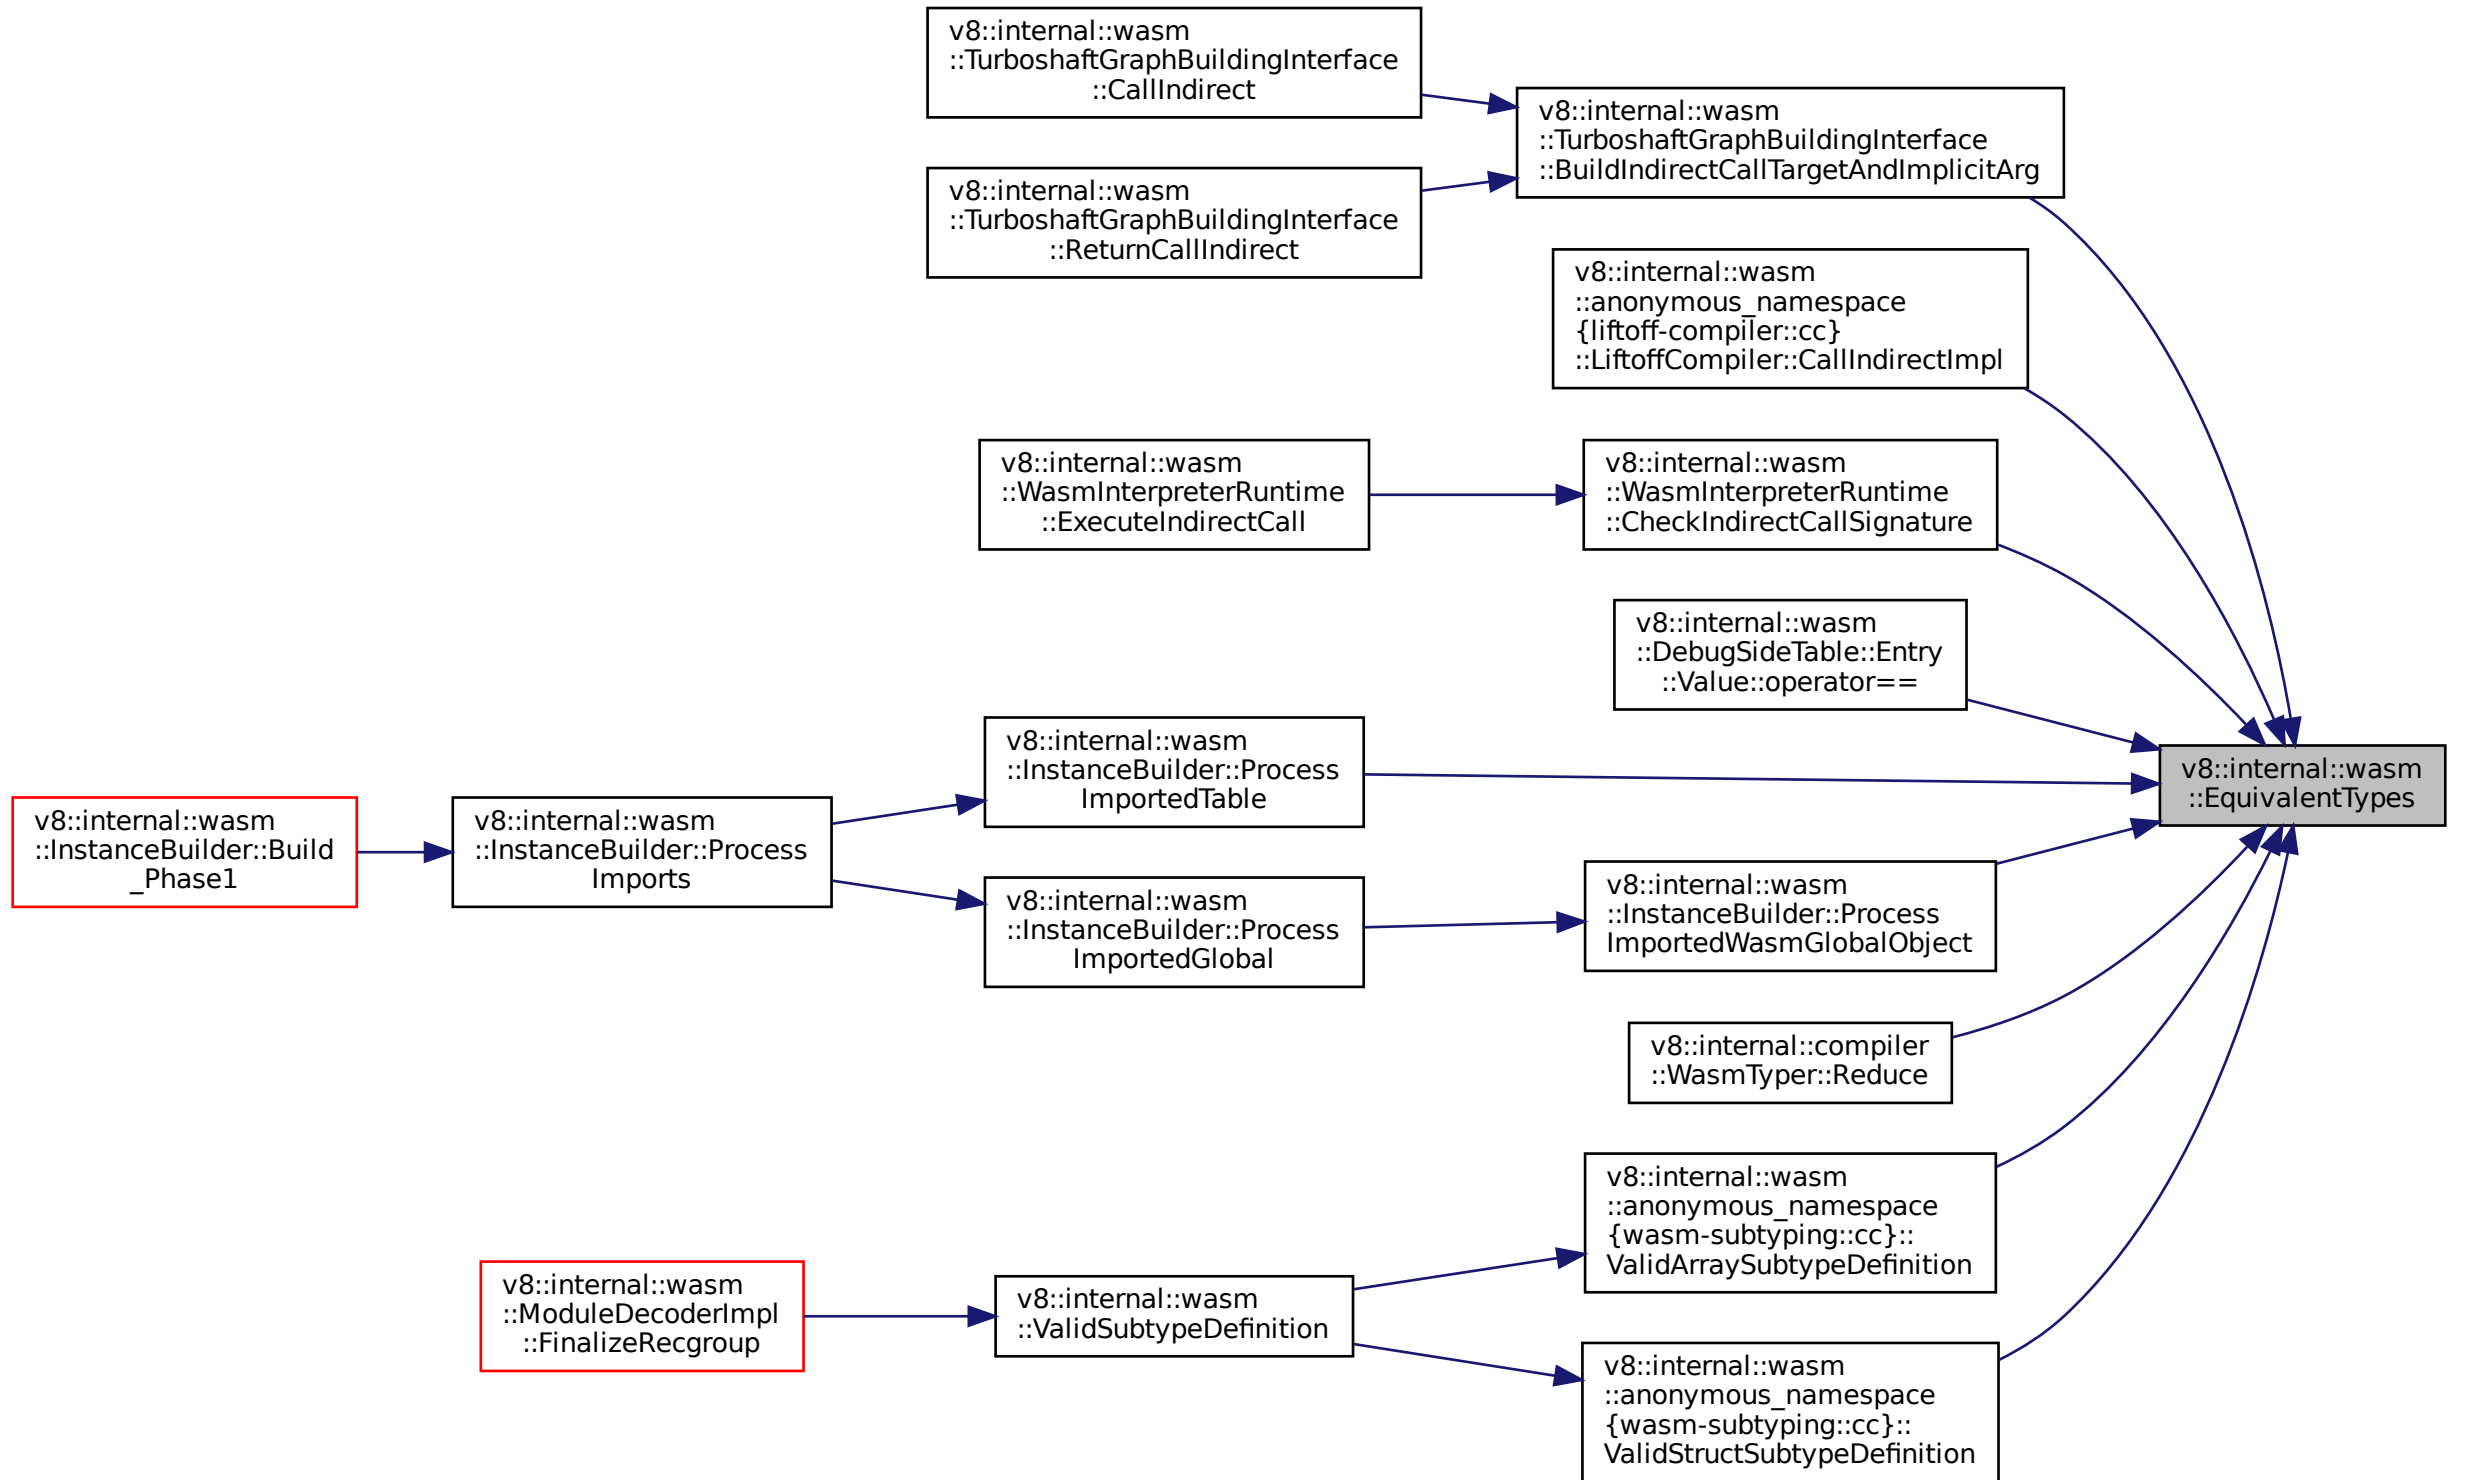 v8::internal::wasm
::TurboshaftGraphBuildingInterface
::CallIndirect
v8::internal::wasm
::TurboshaftGraphBuildingInterface
::BuildIndirectCallTargetAndImplicitArg
v8::internal::wasm
::TurboshaftGraphBuildingInterface
::ReturnCallIndirect
v8::internal::wasm
::anonymous_namespace
{liftoff-compiler::cc}
::LiftoffCompiler::CallIndirectImpl
v8::internal::wasm
::WasmInterpreterRuntime
::ExecuteIndirectCall
v8::internal::wasm
::WasmInterpreterRuntime
::CheckIndirectCallSignature
v8::internal::wasm
::DebugSideTable::Entry
::Value::operator==
v8::internal::wasm
::InstanceBuilder::Process
ImportedTable
v8::internal::wasm
::EquivalentTypes
v8::internal::wasm
::InstanceBuilder::Build
_Phase1
v8::internal::wasm
::InstanceBuilder::Process
Imports
v8::internal::wasm
::InstanceBuilder::Process
ImportedGlobal
v8::internal::wasm
::InstanceBuilder::Process
ImportedWasmGlobalObject
v8::internal::compiler
::WasmTyper::Reduce
v8::internal::wasm
::anonymous_namespace
{wasm-subtyping::cc}::
ValidArraySubtypeDefinition
v8::internal::wasm
::ModuleDecoderImpl
::FinalizeRecgroup
v8::internal::wasm
::ValidSubtypeDefinition
v8::internal::wasm
::anonymous_namespace
{wasm-subtyping::cc}::
ValidStructSubtypeDefinition